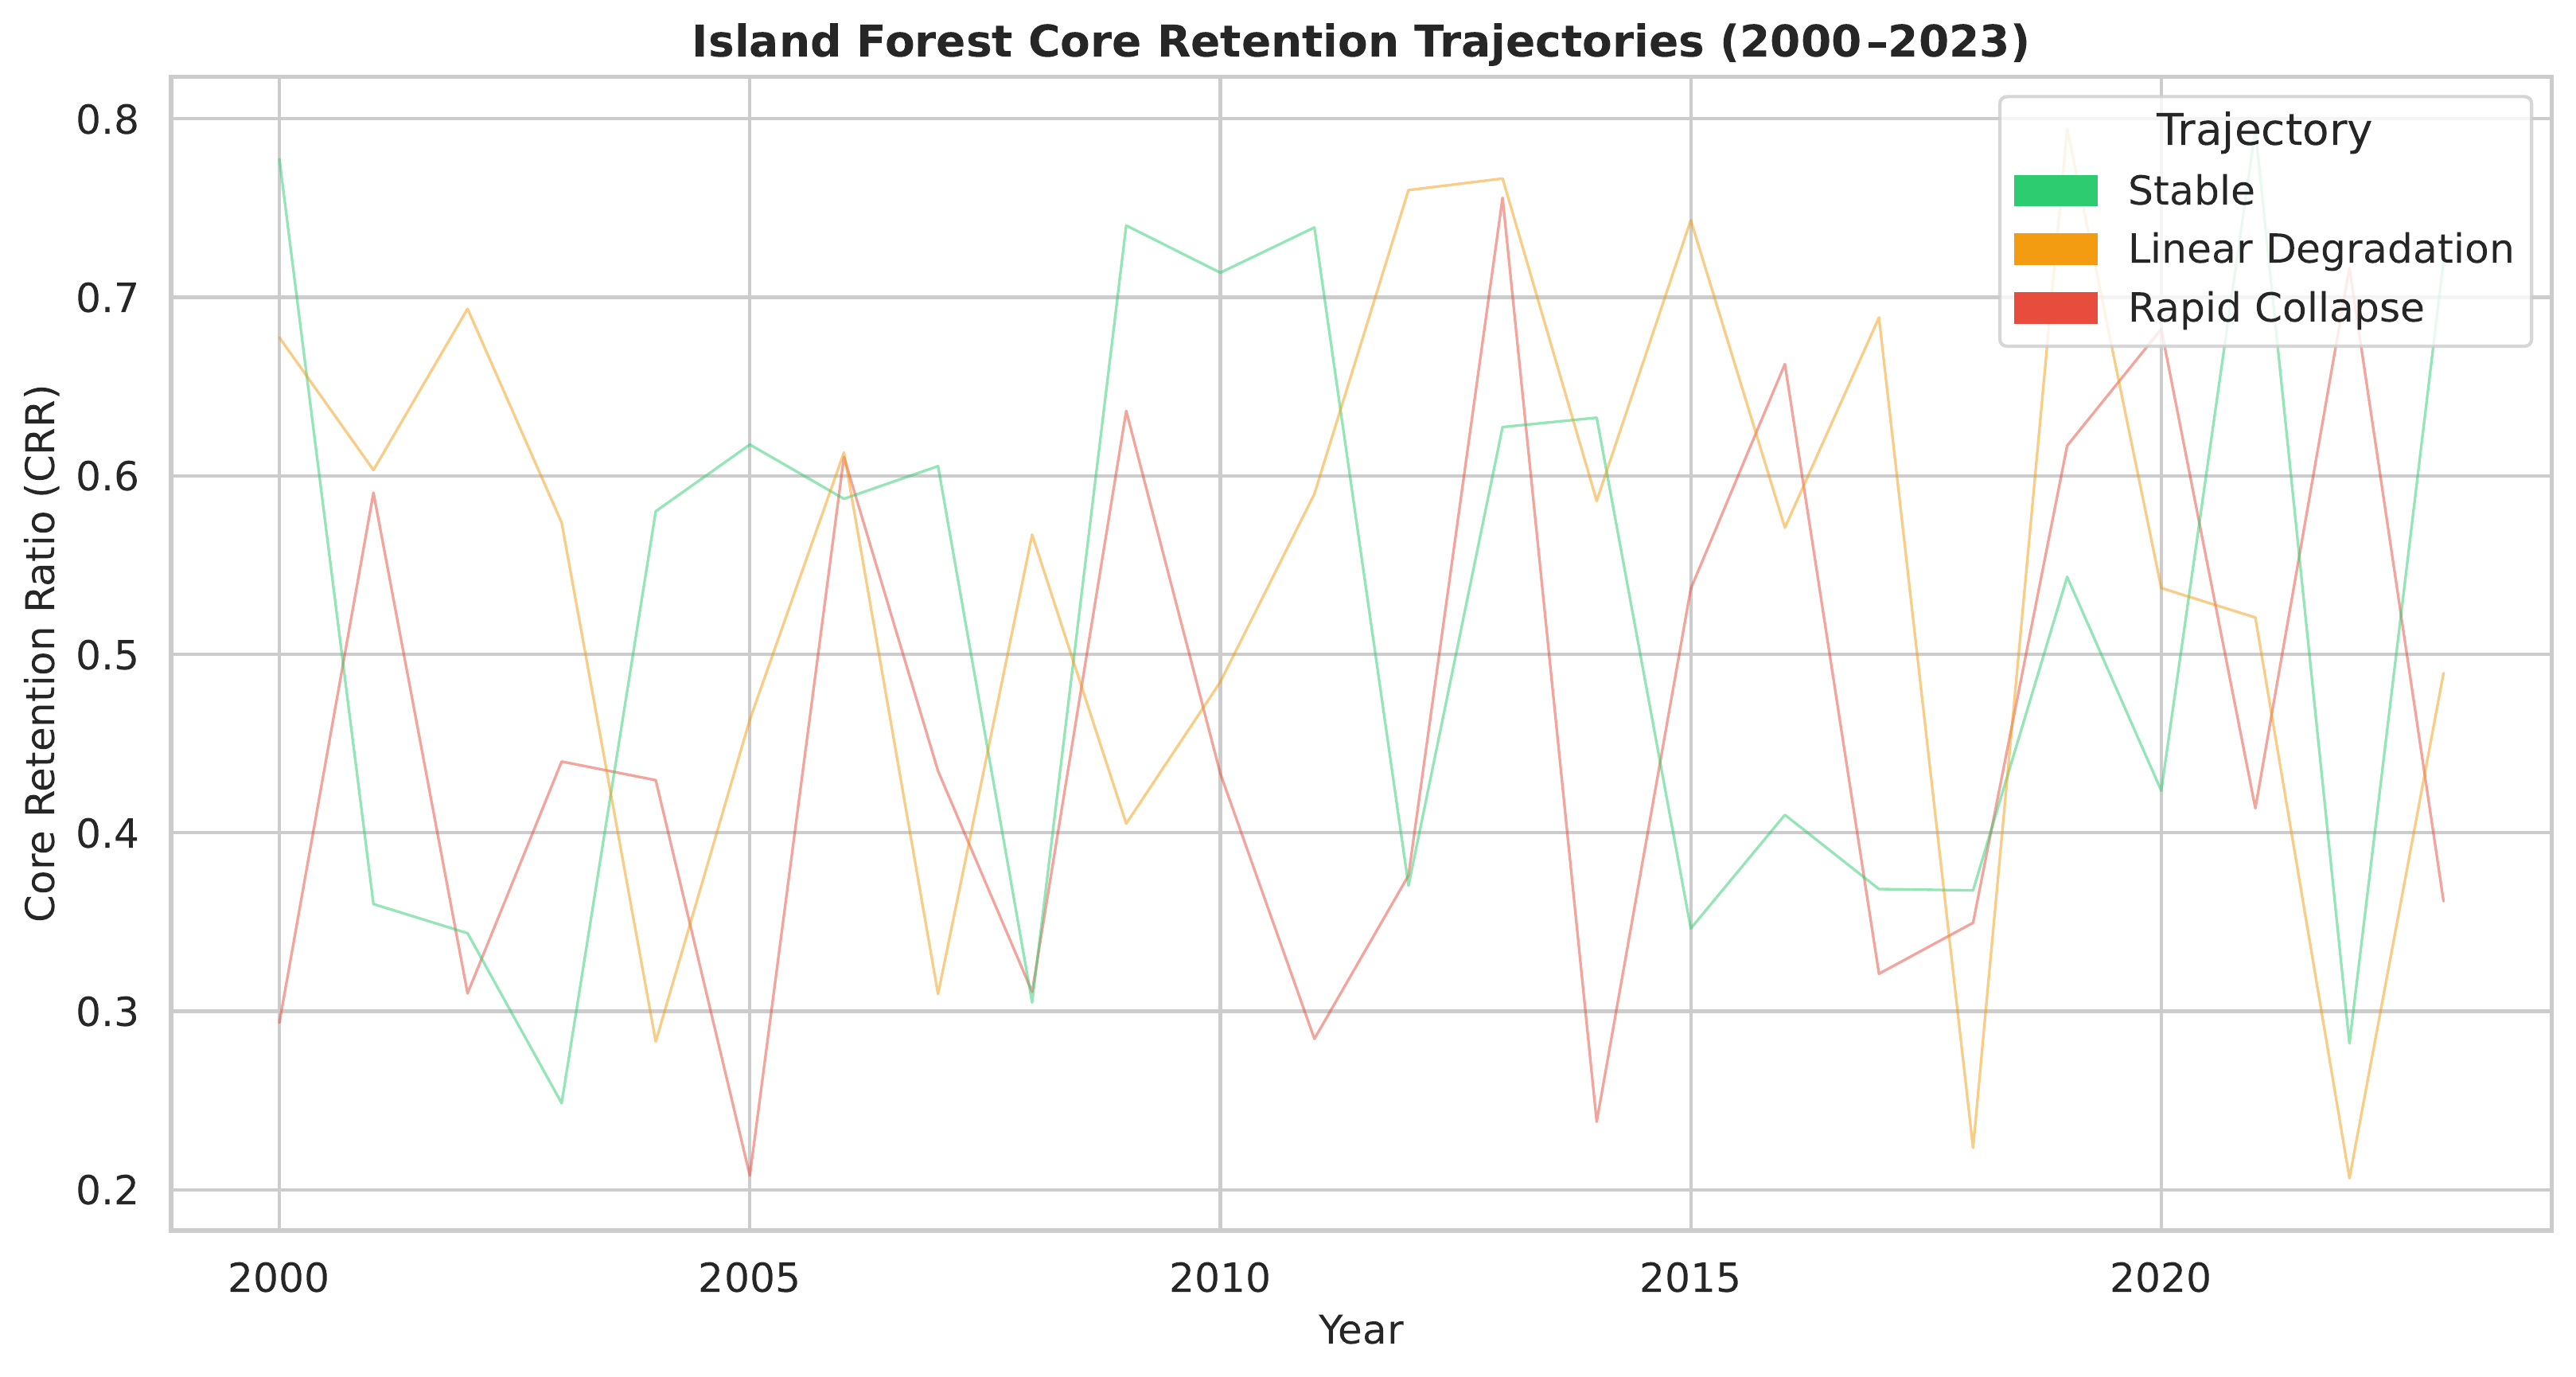 Island Forest Core Retention Trajectories (2000–2023)
Trajectory
Stable
Linear Degradation
Rapid Collapse
Core Retention Ratio (CRR)
0.8
0.7
0.6
0.5
0.4
0.3
0.2
2000 2005 2010 2015 2020
Year